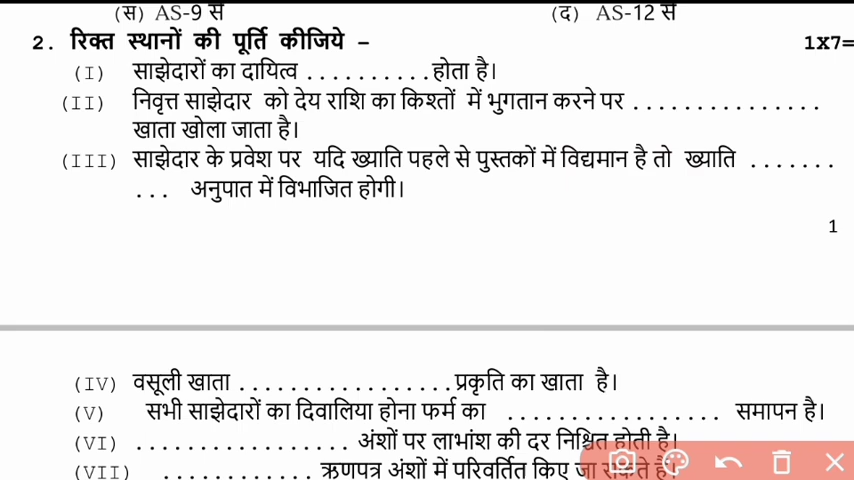 (स) AS-9 से (द) AS-12 से
2. रिक्त स्थानों की पूर्ति कीजिये – 1X7=
(I) साझेदारों का दायित्व ..........होता है।
(II) निवृत्त साझेदार को देय राशि का किश्तों में भुगतान करने पर ...............
खाता खोला जाता है।
(III) साझेदार के प्रवेश पर यदि ख्याति पहले से पुस्तकों में विद्यमान है तो ख्याति .......
... अनुपात में विभाजित होगी।
1
(IV) वसूली खाता .................प्रकृति का खाता है।
(V) सभी साझेदारों का दिवालिया होना फर्म का ................. समापन है।
(VI) ................. अंशों पर लाभांश की दर निश्चित होती है।
(VII) ............ ऋणपत्र अंशों में परिवर्तित किए जा सकते हैं।